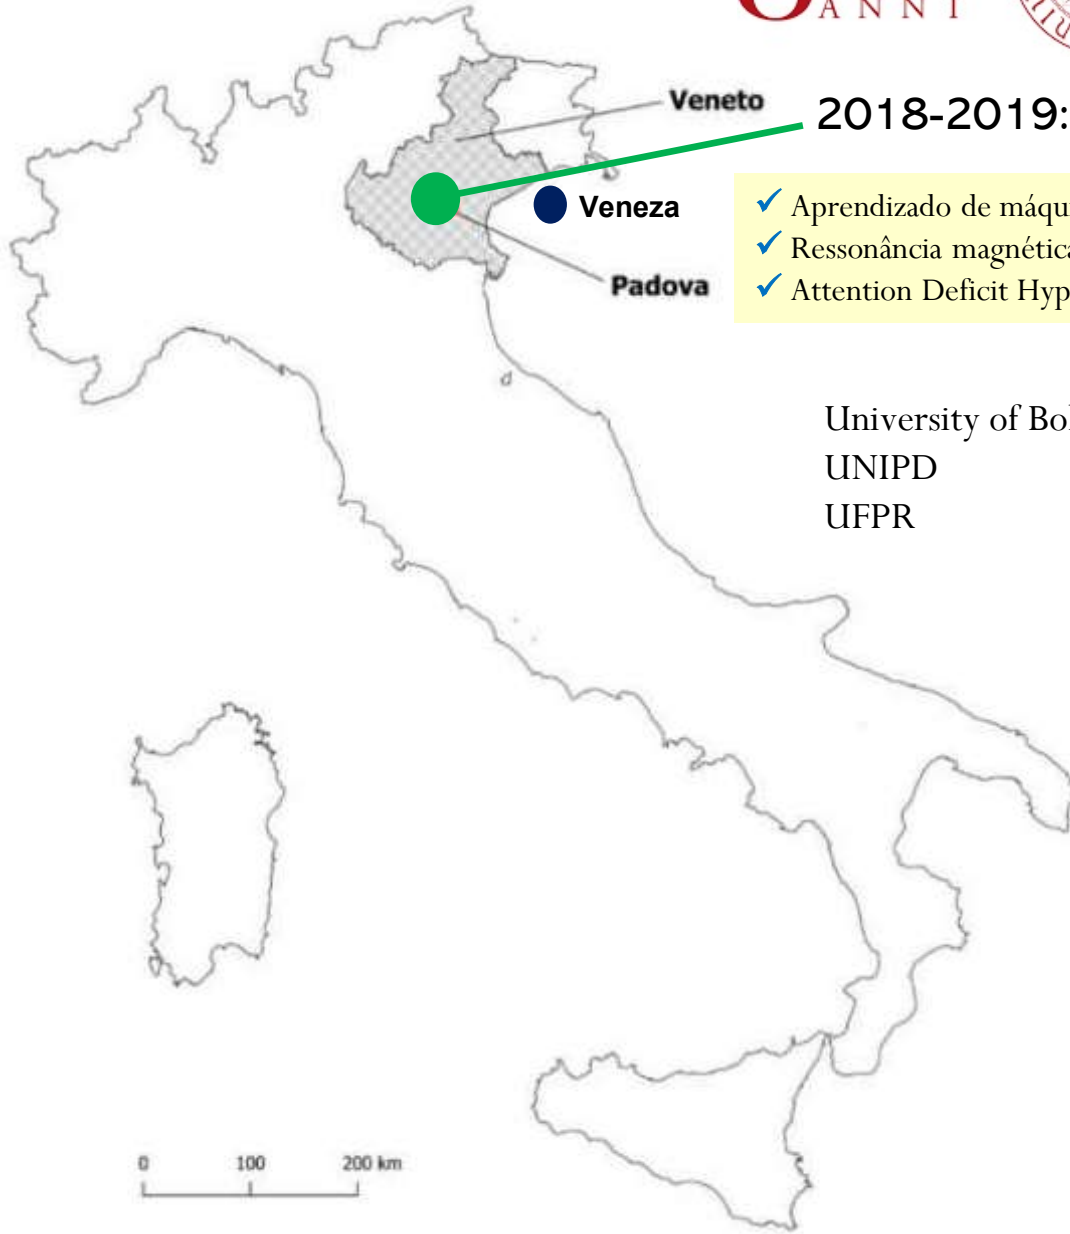 ANNI
Veneto
2018-2019:
Veneza
Padova
✓ Aprendizado de máqu
✓ Ressonância magnética
✓ Attention Deficit Hyp
University of Bol
UNIPD
UFPR
0 100 200 km